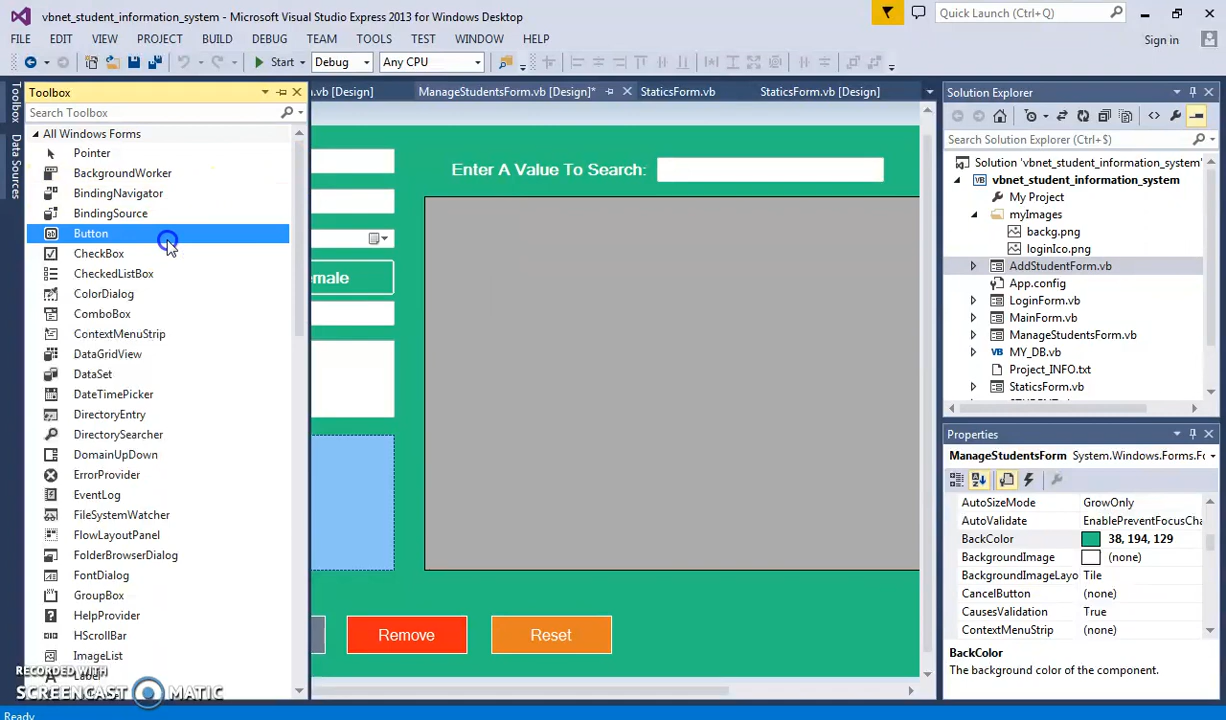 vbnet_student_information_system - Microsoft Visual Studio Express 2013 for Windows Desktop
Quick Launch (Ctrl+Q)
FILE EDIT VIEW PROJECT BUILD DEBUG TEAM TOOLS TEST WINDOW HELP
Sign in
Start Debug Any CPU
Toolbox
Data Sources
Toolbox
Search Toolbox
All Windows Forms
Pointer
BackgroundWorker
BindingNavigator
BindingSource
Button
CheckBox
CheckedListBox
ColorDialog
ComboBox
ContextMenuStrip
DataGridView
DataSet
DateTimePicker
DirectoryEntry
DirectorySearcher
DomainUpDown
ErrorProvider
EventLog
FileSystemWatcher
FlowLayoutPanel
FolderBrowserDialog
FontDialog
GroupBox
HelpProvider
HScrollBar
ImageList
Label
.vb [Design] ManageStudentsForm.vb [Design]* StaticsForm.vb StaticsForm.vb [Design]
Enter A Value To Search:
emale
Remove
Reset
Solution Explorer
Search Solution Explorer (Ctrl+$)
Solution 'vbnet_student_information_system'
vbnet_student_information_system
My Project
myImages
backg.png
loginIco.png
AddStudentForm.vb
App.config
LoginForm.vb
MainForm.vb
ManageStudentsForm.vb
MY_DB.vb
Project_INFO.txt
StaticsForm.vb
Properties
ManageStudentsForm System.Windows.Forms.Fo
AutoSizeMode GrowOnly
AutoValidate EnablePreventFocusCha
BackColor 38, 194, 129
BackgroundImage (none)
BackgroundImageLayo Tile
CancelButton (none)
CausesValidation True
ContextMenuStrip (none)
BackColor
The background color of the component.
RECORDED WITH
SCREENCAST MATIC
Ready